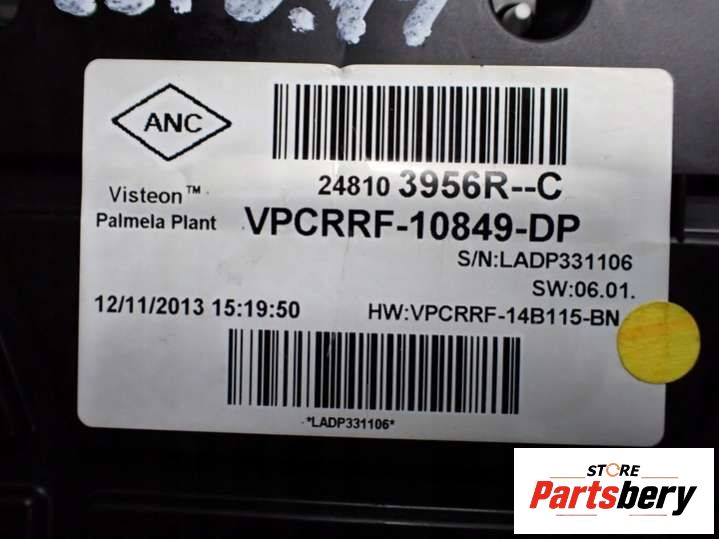 ANC
24810 3956R--C
Visteon™
Palmela Plant
VPCRRF-10849-DP
S/N:LADP331106
SW:06.01.
12/11/2013 15:19:50
HW:VPCRRF-14B115-BN
*LADP331106*
STORE
Partsbery